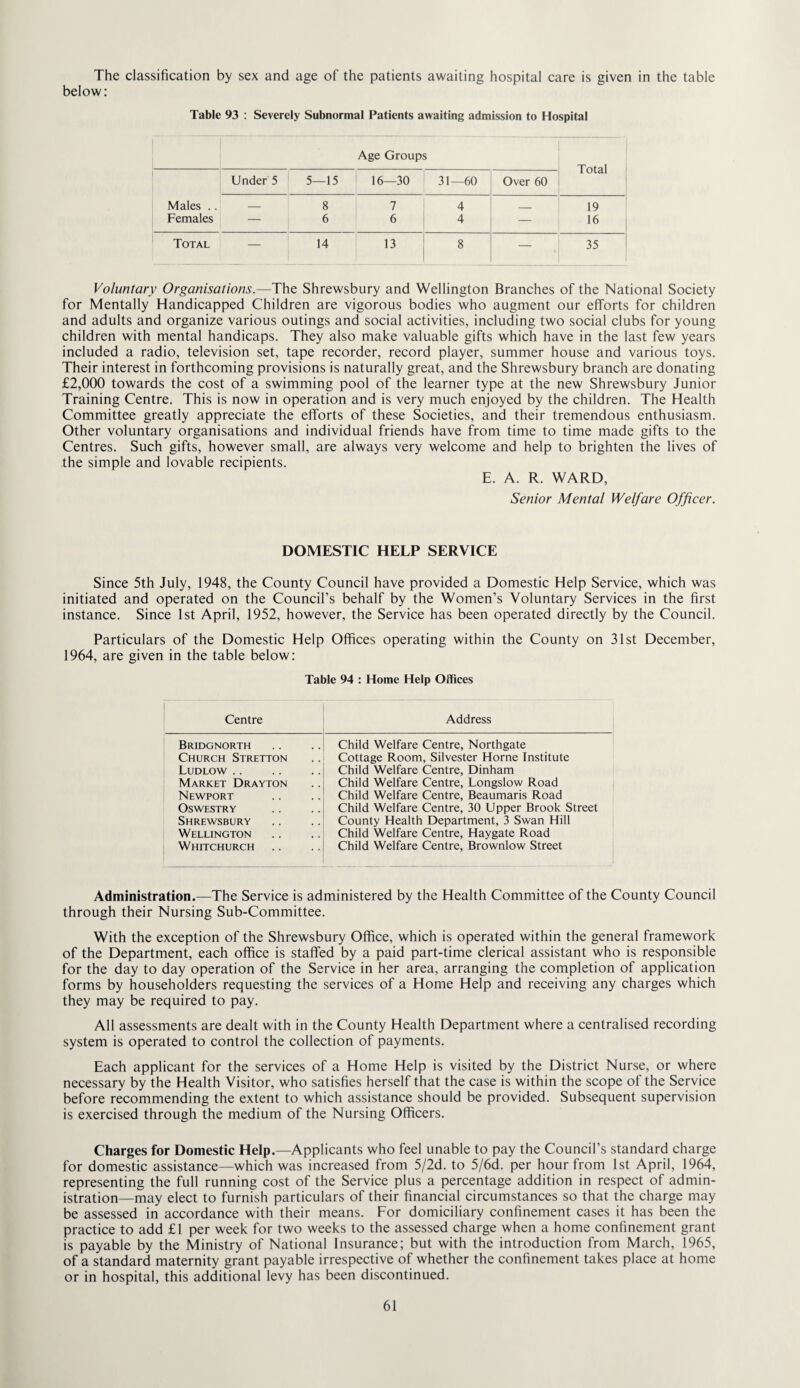 The classification by sex and age of the patients awaiting hospital care is given in the table
below:
Table 93 : Severely Subnormal Patients awaiting admission to Hospital
Age Groups Total
Under 5 5—15 16—30 31—60 Over 60
Males . . — 8 7 4 — 19
Females — 6 6 4 — 16
Total — 14 13 8 — 35
Voluntary Organisations.—The Shrewsbury and Wellington Branches of the National Society
for Mentally Handicapped Children are vigorous bodies who augment our efforts for children
and adults and organize various outings and social activities, including two social clubs for young
children with mental handicaps. They also make valuable gifts which have in the last few years
included a radio, television set, tape recorder, record player, summer house and various toys.
Their interest in forthcoming provisions is naturally great, and the Shrewsbury branch are donating
£2,000 towards the cost of a swimming pool of the learner type at the new Shrewsbury Junior
Training Centre. This is now in operation and is very much enjoyed by the children. The Health
Committee greatly appreciate the efforts of these Societies, and their tremendous enthusiasm.
Other voluntary organisations and individual friends have from time to time made gifts to the
Centres. Such gifts, however small, are always very welcome and help to brighten the lives of
the simple and lovable recipients.
E. A. R. WARD,
Senior Mental Welfare Officer.
DOMESTIC HELP SERVICE
Since 5th July, 1948, the County Council have provided a Domestic Help Service, which was
initiated and operated on the Council's behalf by the Women's Voluntary Services in the first
instance. Since 1st April, 1952, however, the Service has been operated directly by the Council.
Particulars of the Domestic Help Offices operating within the County on 31st December,
1964, are given in the table below:
Table 94 : Home Help Offices
Centre Address
Bridgnorth . . . . Child Welfare Centre, Northgate
Church Stretton . . Cottage Room, Silvester Horne Institute
Ludlow . . . . . . Child Welfare Centre, Dinham
Market Drayton . . Child Welfare Centre, Longslow Road
Newport . . . . Child Welfare Centre, Beaumaris Road
Oswestry . . . . Child Welfare Centre, 30 Upper Brook Street
Shrewsbury . . . . County Health Department, 3 Swan Hill
Wellington . . . . Child Welfare Centre, Haygate Road
Whitchurch . . . . Child Welfare Centre, Brownlow Street
Administration.—The Service is administered by the Health Committee of the County Council
through their Nursing Sub-Committee.
With the exception of the Shrewsbury Office, which is operated within the general framework
of the Department, each office is staffed by a paid part-time clerical assistant who is responsible
for the day to day operation of the Service in her area, arranging the completion of application
forms by householders requesting the services of a Home Help and receiving any charges which
they may be required to pay.
All assessments are dealt with in the County Health Department where a centralised recording
system is operated to control the collection of payments.
Each applicant for the services of a Home Help is visited by the District Nurse, or where
necessary by the Health Visitor, who satisfies herself that the case is within the scope of the Service
before recommending the extent to which assistance should be provided. Subsequent supervision
is exercised through the medium of the Nursing Officers.
Charges for Domestic Help.—Applicants who feel unable to pay the Council's standard charge
for domestic assistance—which was increased from 5/2d. to 5/6d. per hour from 1st April, 1964,
representing the full running cost of the Service plus a percentage addition in respect of admin-
istration—may elect to furnish particulars of their financial circumstances so that the charge may
be assessed in accordance with their means. For domiciliary confinement cases it has been the
practice to add £1 per week for two weeks to the assessed charge when a home confinement grant
is payable by the Ministry of National Insurance; but with the introduction from March, 1965,
of a standard maternity grant payable irrespective of whether the confinement takes place at home
or in hospital, this additional levy has been discontinued.
61